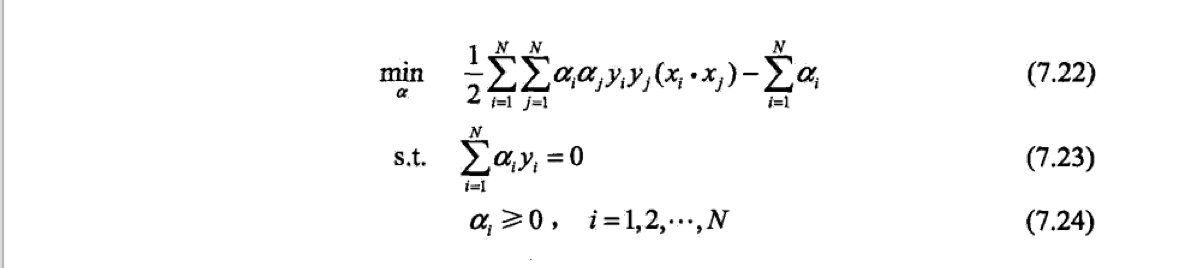 min_α 1/2 ∑_{i=1}^{N} ∑_{j=1}^{N} α_i α_j y_i y_j (x_i · x_j) − ∑_{i=1}^{N} α_i (7.22)
s.t. ∑_{i=1}^{N} α_i y_i = 0 (7.23)
α_i ⩾ 0， i = 1,2,⋯,N (7.24)